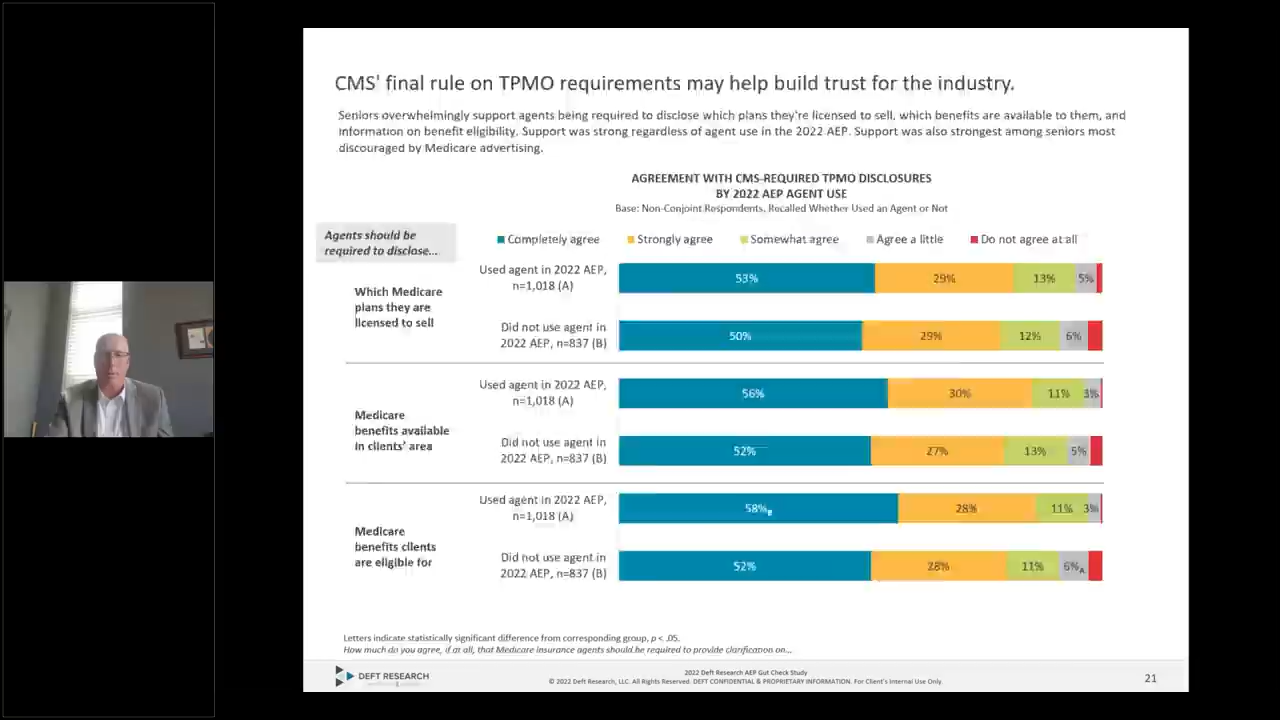 CMS' final rule on TPMO requirements may help build trust for the industry.
Seniors overwhelmingly support agents being required to disclose which plans they're licensed to sell, which benefits are available to them, and
information on benefit eligibility. Support was strong regardless of agent use in the 2022 AEP. Support was also strongest among seniors most
discouraged by Medicare advertising.
AGREEMENT WITH CMS-REQUIRED TPMO DISCLOSURES
BY 2022 AEP AGENT USE
Base: Non-Conjoint Respondents, Recalled Whether Used an Agent or Not
Agents should be
required to disclose...
Completely agree Strongly agree Somewhat agree Agree a little Do not agree at all
Which Medicare
plans they are
licensed to sell
Used agent in 2022 AEP,
n=1,018 (A)
53% 29% 13% 5%
Did not use agent in
2022 AEP, n=837 (B)
50% 29% 12% 6%
Medicare
benefits available
in clients' area
Used agent in 2022 AEP,
n=1,018 (A)
56% 30% 11% 3%
Did not use agent in
2022 AEP, n=837 (B)
52% 27% 13% 5%
Medicare
benefits clients
are eligible for
Used agent in 2022 AEP,
n=1,018 (A)
58%B 28% 11% 3%
Did not use agent in
2022 AEP, n=837 (B)
52% 28% 11% 6%A
Letters indicate statistically significant difference from corresponding group, p < .05.
How much do you agree, if at all, that Medicare insurance agents should be required to provide clarification on...
DEFT RESEARCH
2022 Deft Research AEP Gut Check Study
© 2022 Deft Research, LLC. All Rights Reserved. DEFT CONFIDENTIAL & PROPRIETARY INFORMATION. For Client's Internal Use Only.
21